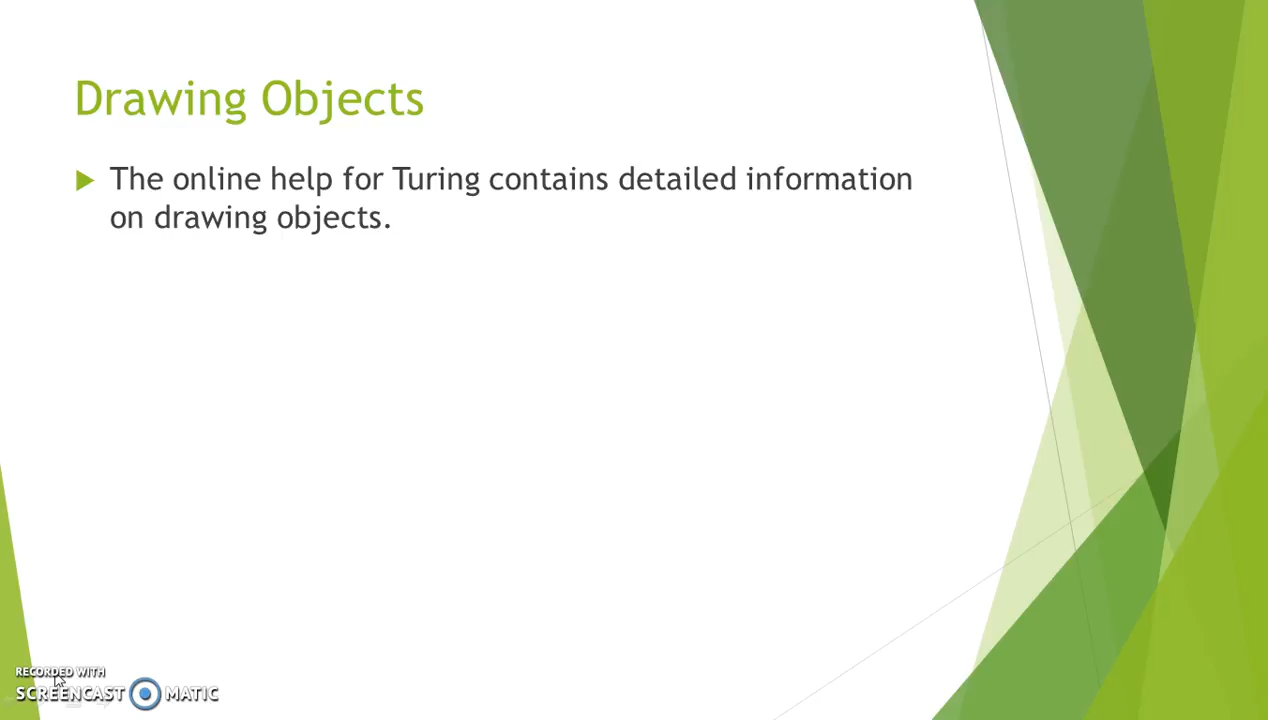 Drawing Objects
The online help for Turing contains detailed information
on drawing objects.
RECORDED WITH
SCREENCAST MATIC